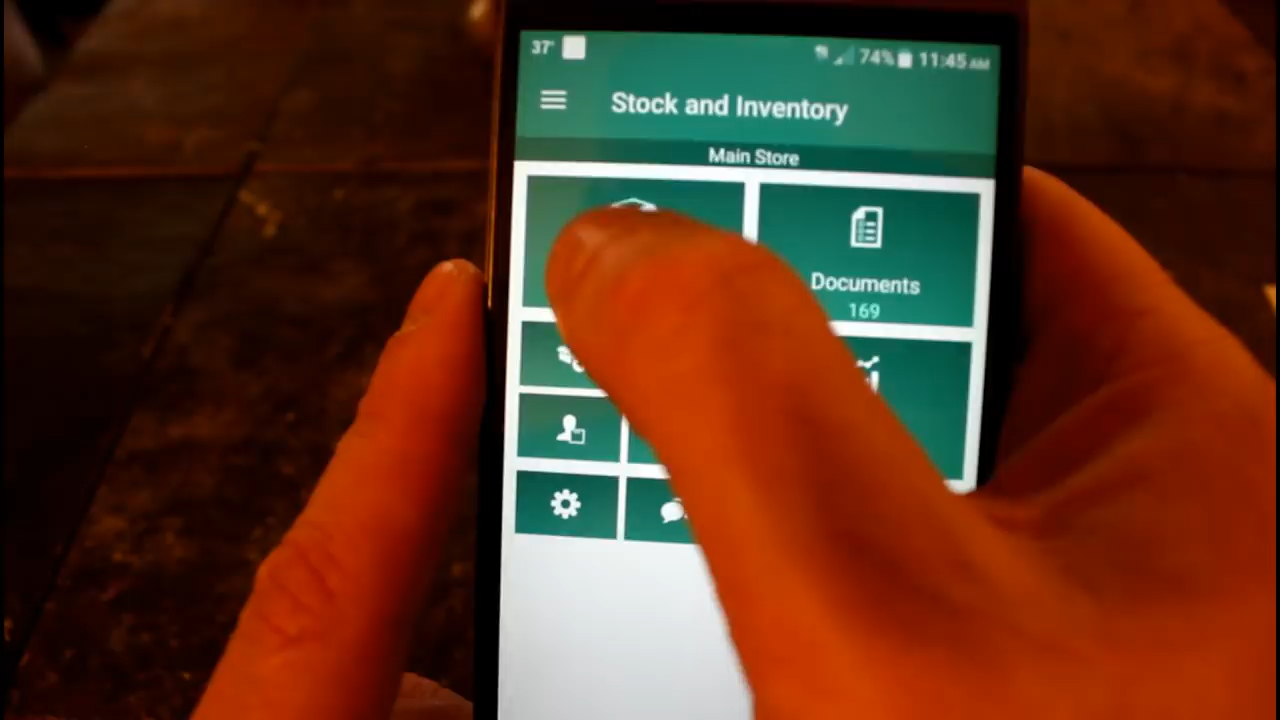 37° 74% 11:45 AM
Stock and Inventory
Main Store
Documents
169